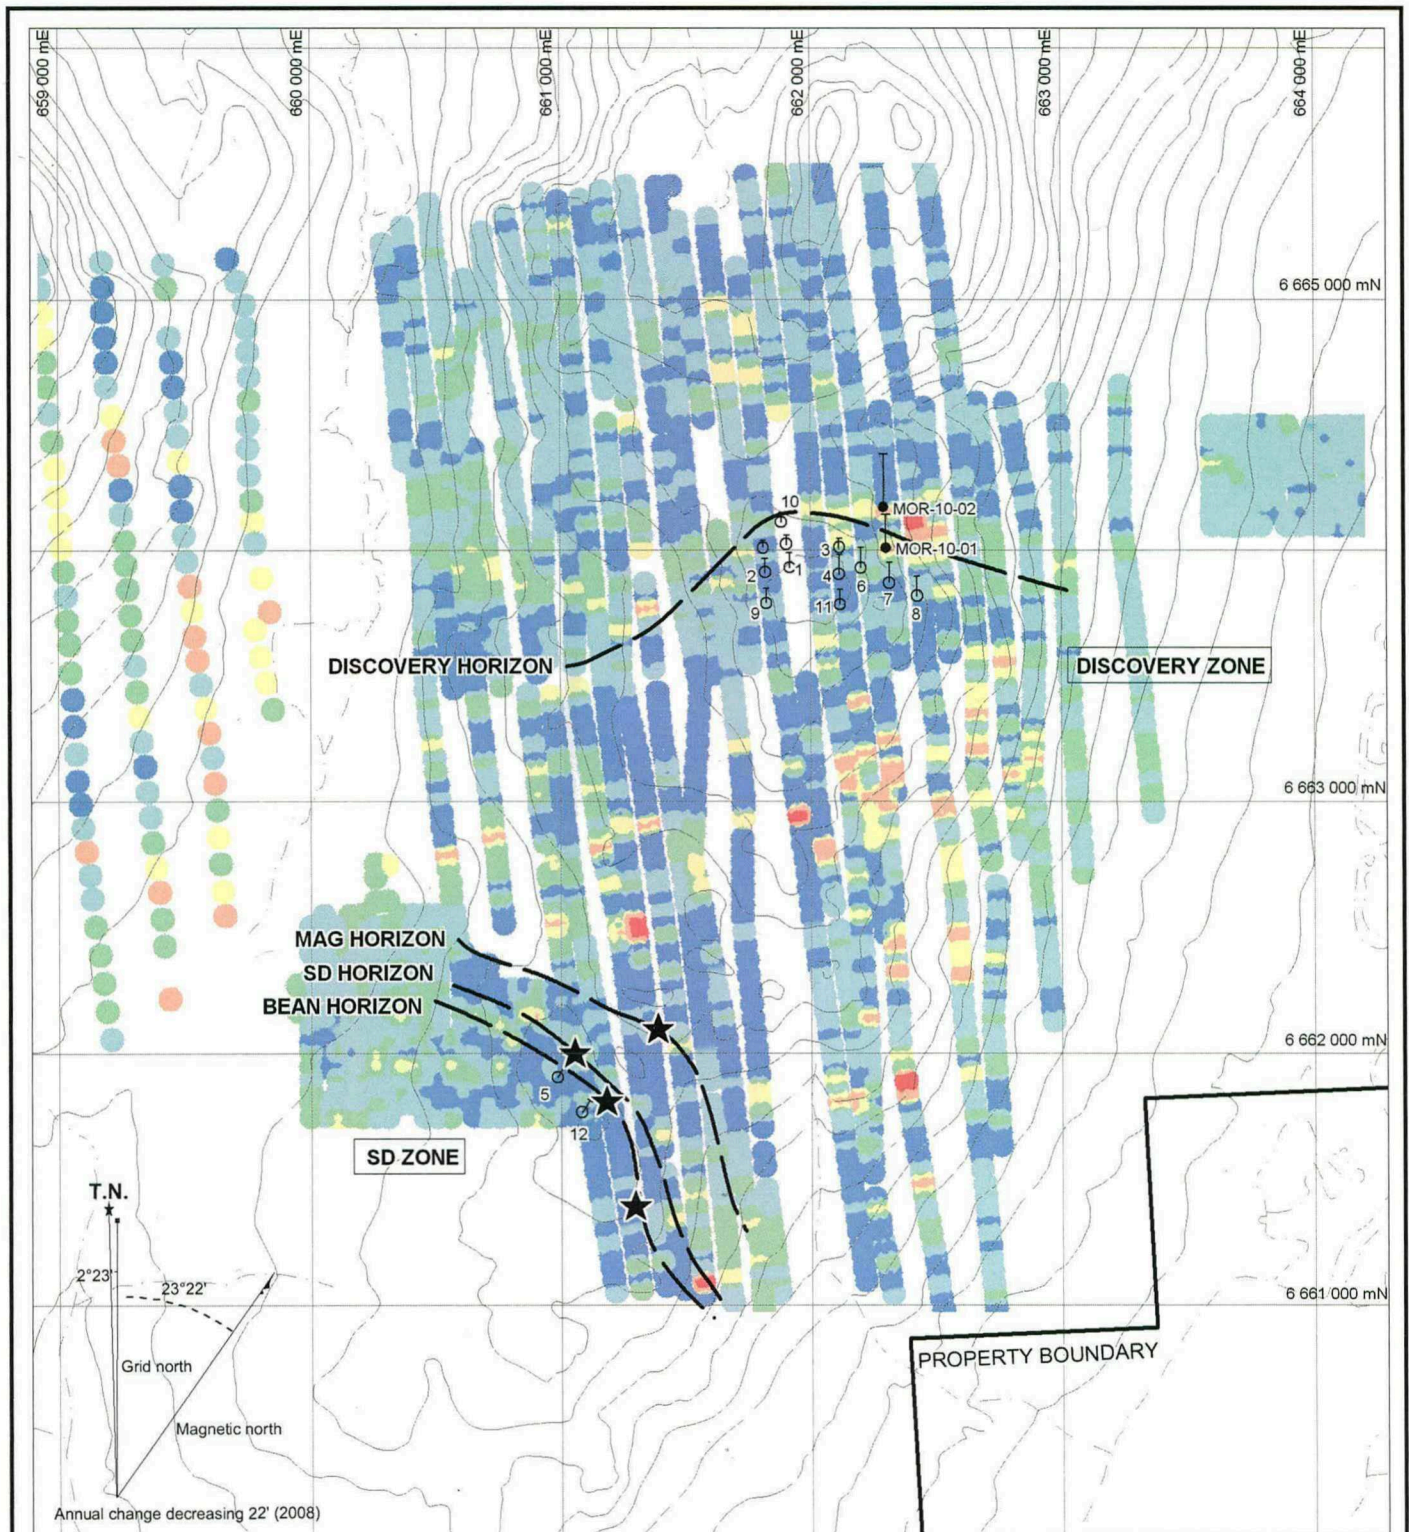 659 000 mE
660 000 mE
661 000 mE
662 000 mE
663 000 mE
664 000 mE
6 665 000 mN
10
MOR-10-02
3
MOR-10-01
2
1
4
6
7
9
11
8
DISCOVERY HORIZON
DISCOVERY ZONE
6 663 000 mN
MAG HORIZON
SD HORIZON
BEAN HORIZON
6 662 000 mN
5
12
SD ZONE
T.N.
2°23'
23°22'
6 661 000 mN
Grid north
PROPERTY BOUNDARY
Magnetic north
Annual change decreasing 22' (2008)